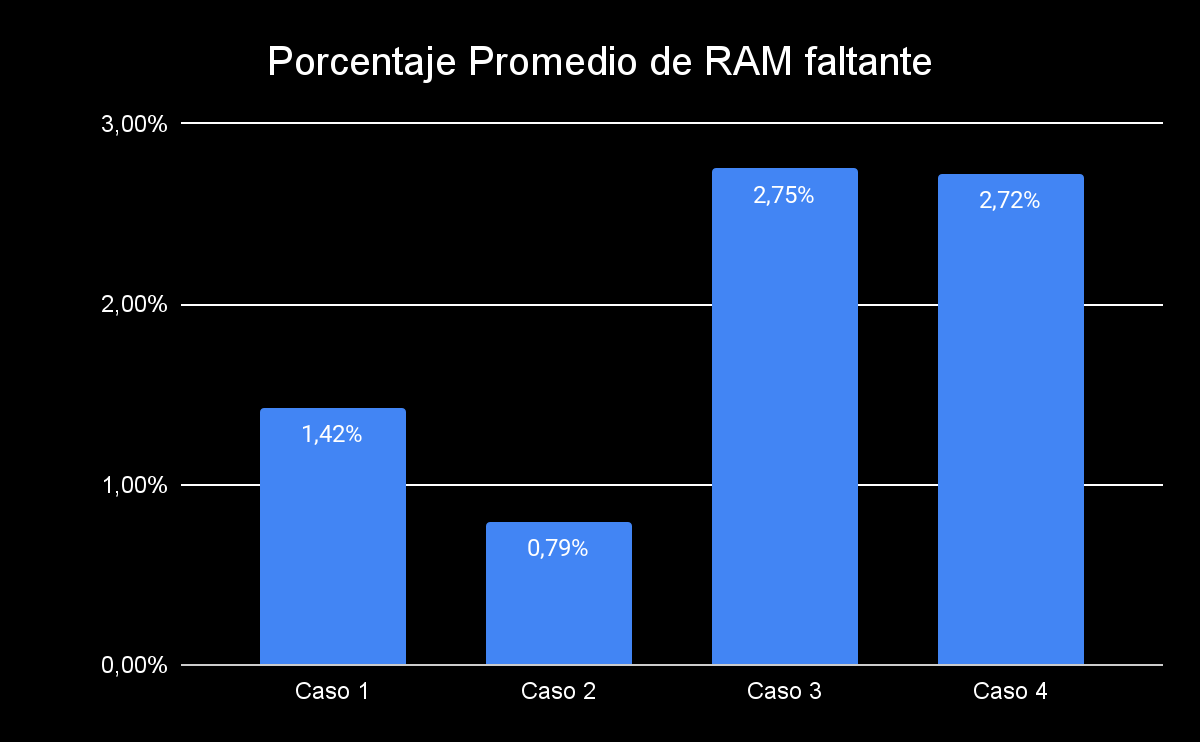 Porcentaje Promedio de RAM faltante
3,00%
2,00%
1,00%
0,00%
1,42%
0,79%
2,75%
2,72%
Caso 1
Caso 2
Caso 3
Caso 4